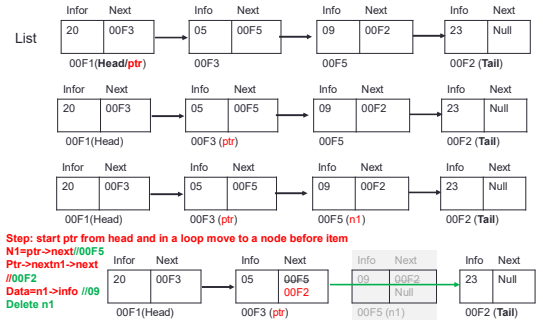 Infor Next Info Next Info Next Info Next
List 20 00F3 05 00F5 09 00F2 23 Null
00F1(Head/ptr) 00F3 00F5 00F2 (Tail)
Infor Next Info Next Info Next Info Next
20 00F3 05 00F5 09 00F2 23 Null
00F1(Head) 00F3 (ptr) 00F5 00F2 (Tail)
Infor Next Info Next Info Next Info Next
20 00F3 05 00F5 09 00F2 23 Null
00F1(Head) 00F3 (ptr) 00F5 (n1) 00F2 (Tail)
Step: start ptr from head and in a loop move to a node before item
N1=ptr->next//00F5
Ptr->nextn1->next
//00F2
Data=n1->info //09
Delete n1
Infor Next Info Next Info Next Info Next
20 00F3 05 00F5 09 00F2 23 Null
00F2 Null
00F1(Head) 00F3 (ptr) 00F5 (n1) 00F2 (Tail)